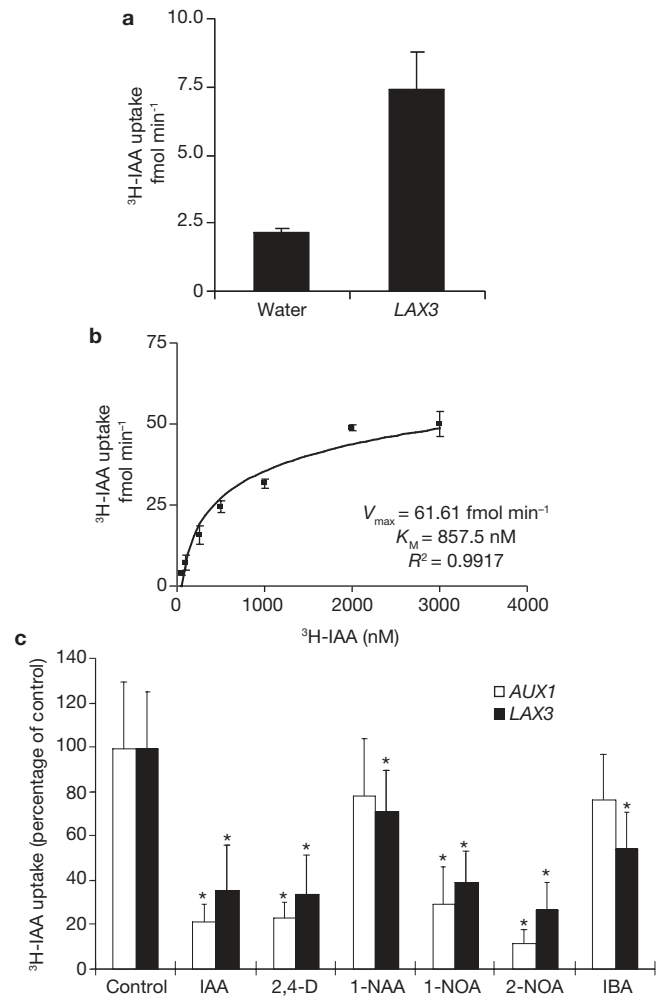 a
³H-IAA uptake
fmol min⁻¹
10.0
7.5
5.0
2.5
0
Water
LAX3
b
³H-IAA uptake
fmol min⁻¹
75
50
25
0
V_max = 61.61 fmol min⁻¹
K_M = 857.5 nM
R² = 0.9917
0 1000 2000 3000 4000
³H-IAA (nM)
c
³H-IAA uptake (percentage of control)
140
120
100
80
60
40
20
0
AUX1
LAX3
* * * * * * * * * *
Control IAA 2,4-D 1-NAA 1-NOA 2-NOA IBA